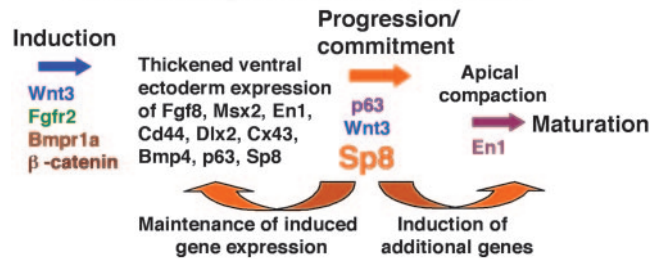 Induction
Wnt3
Fgfr2
Bmpr1a
β -catenin
Thickened ventral
ectoderm expression
of Fgf8, Msx2, En1,
Cd44, Dlx2, Cx43,
Bmp4, p63, Sp8
Progression/
commitment
p63
Wnt3
Sp8
Apical
compaction
En1
Maturation
Maintenance of induced
gene expression
Induction of
additional genes